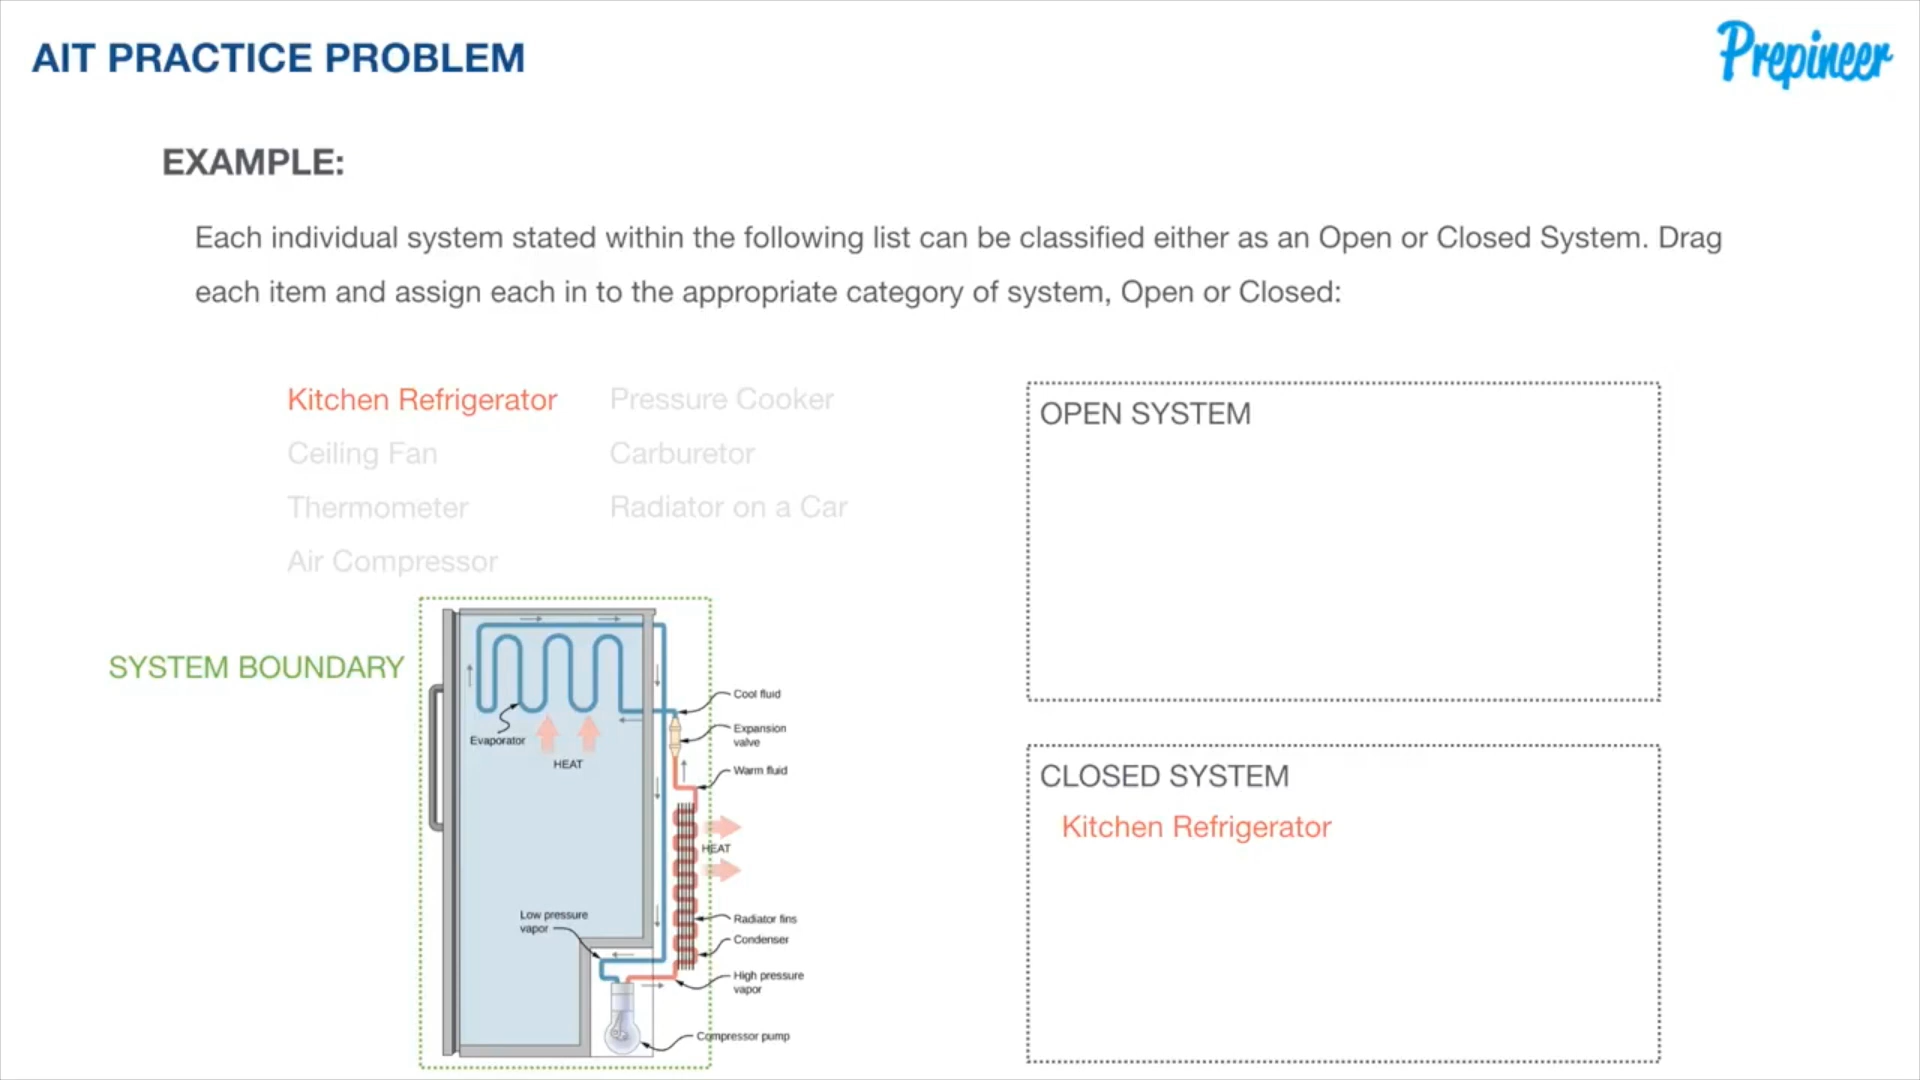 AIT PRACTICE PROBLEM
Prepineer
EXAMPLE:
Each individual system stated within the following list can be classified either as an Open or Closed System. Drag
each item and assign each in to the appropriate category of system, Open or Closed:
Kitchen Refrigerator
Ceiling Fan
Thermometer
Air Compressor
Pressure Cooker
Carburetor
Radiator on a Car
OPEN SYSTEM
CLOSED SYSTEM
Kitchen Refrigerator
SYSTEM BOUNDARY
Evaporator
HEAT
Cool fluid
Expansion
valve
Warm fluid
HEAT
Low pressure
vapor
Radiator fins
Condenser
High pressure
vapor
Compressor pump